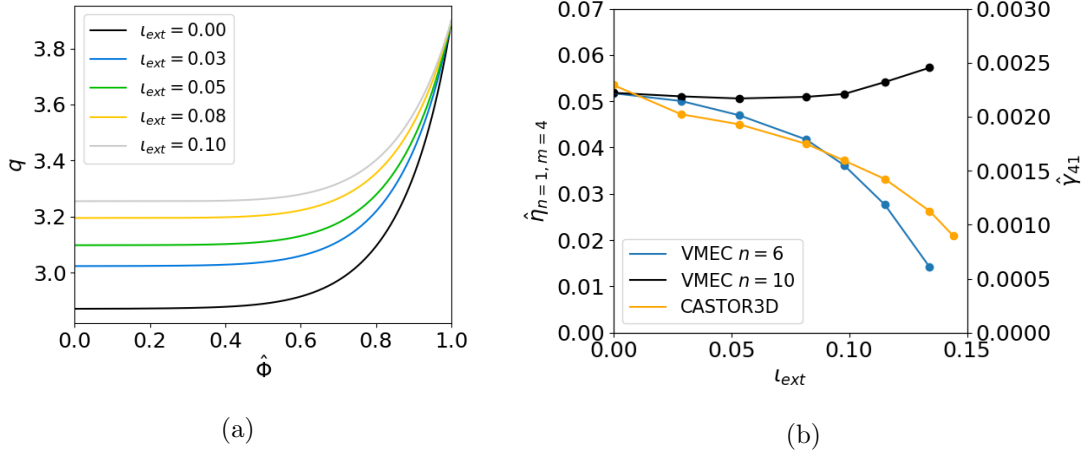 3.8
3.6
3.4
3.2
3.0
q
ι_ext = 0.00
ι_ext = 0.03
ι_ext = 0.05
ι_ext = 0.08
ι_ext = 0.10
0.0 0.2 0.4 0.6 0.8 1.0
Φ̂
(a)
0.07
0.06
0.05
0.04
0.03
0.02
0.01
0.00
η̂_{n=1, m=4}
VMEC n = 6
VMEC n = 10
CASTOR3D
0.00 0.05 0.10 0.15
ι_ext
0.0030
0.0025
0.0020
0.0015
0.0010
0.0005
0.0000
γ̂_41
(b)